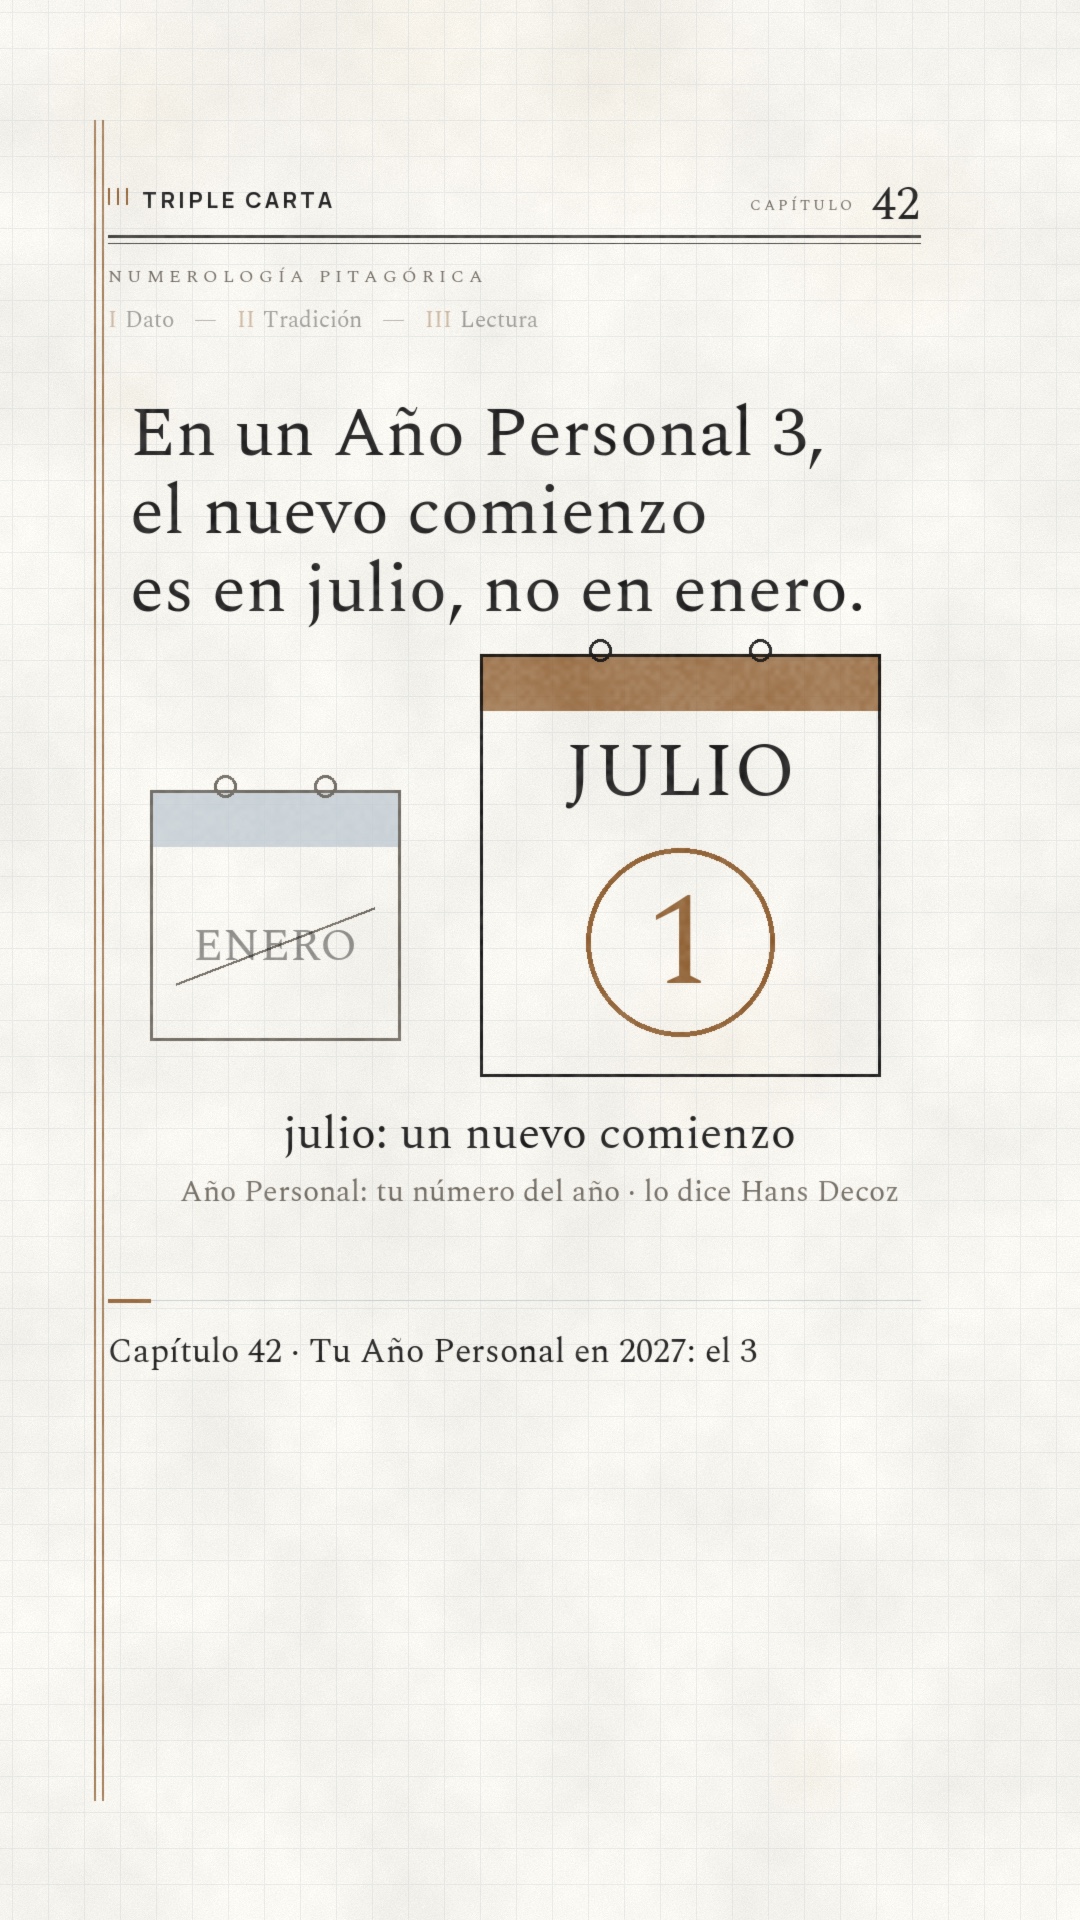 TRIPLE CARTA
CAPÍTULO 42
NUMEROLOGÍA PITAGÓRICA
I Dato — II Tradición — III Lectura
En un Año Personal 3,
el nuevo comienzo
es en julio, no en enero.
JULIO
ENERO
1
julio: un nuevo comienzo
Año Personal: tu número del año · lo dice Hans Decoz
Capítulo 42 · Tu Año Personal en 2027: el 3